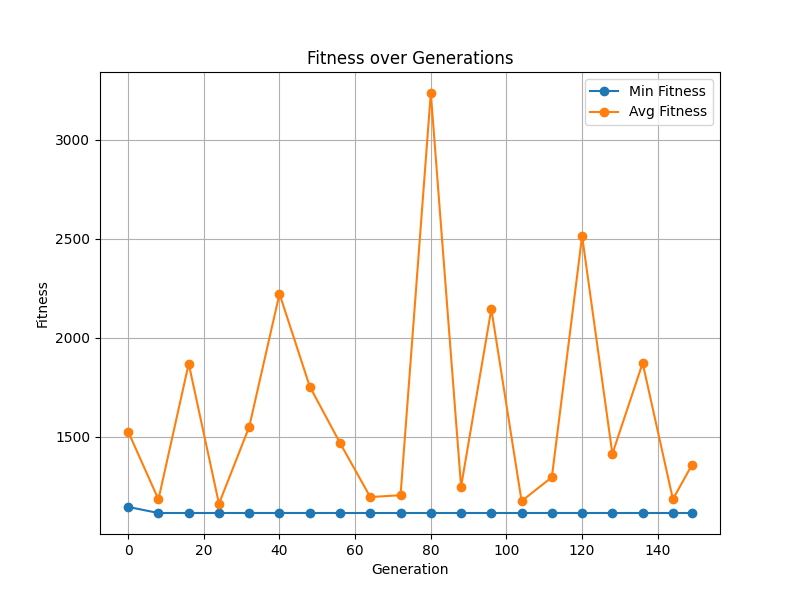 Fitness over Generations
Min Fitness
Avg Fitness
3000
2500
2000
1500
Fitness
0 20 40 60 80 100 120 140
Generation